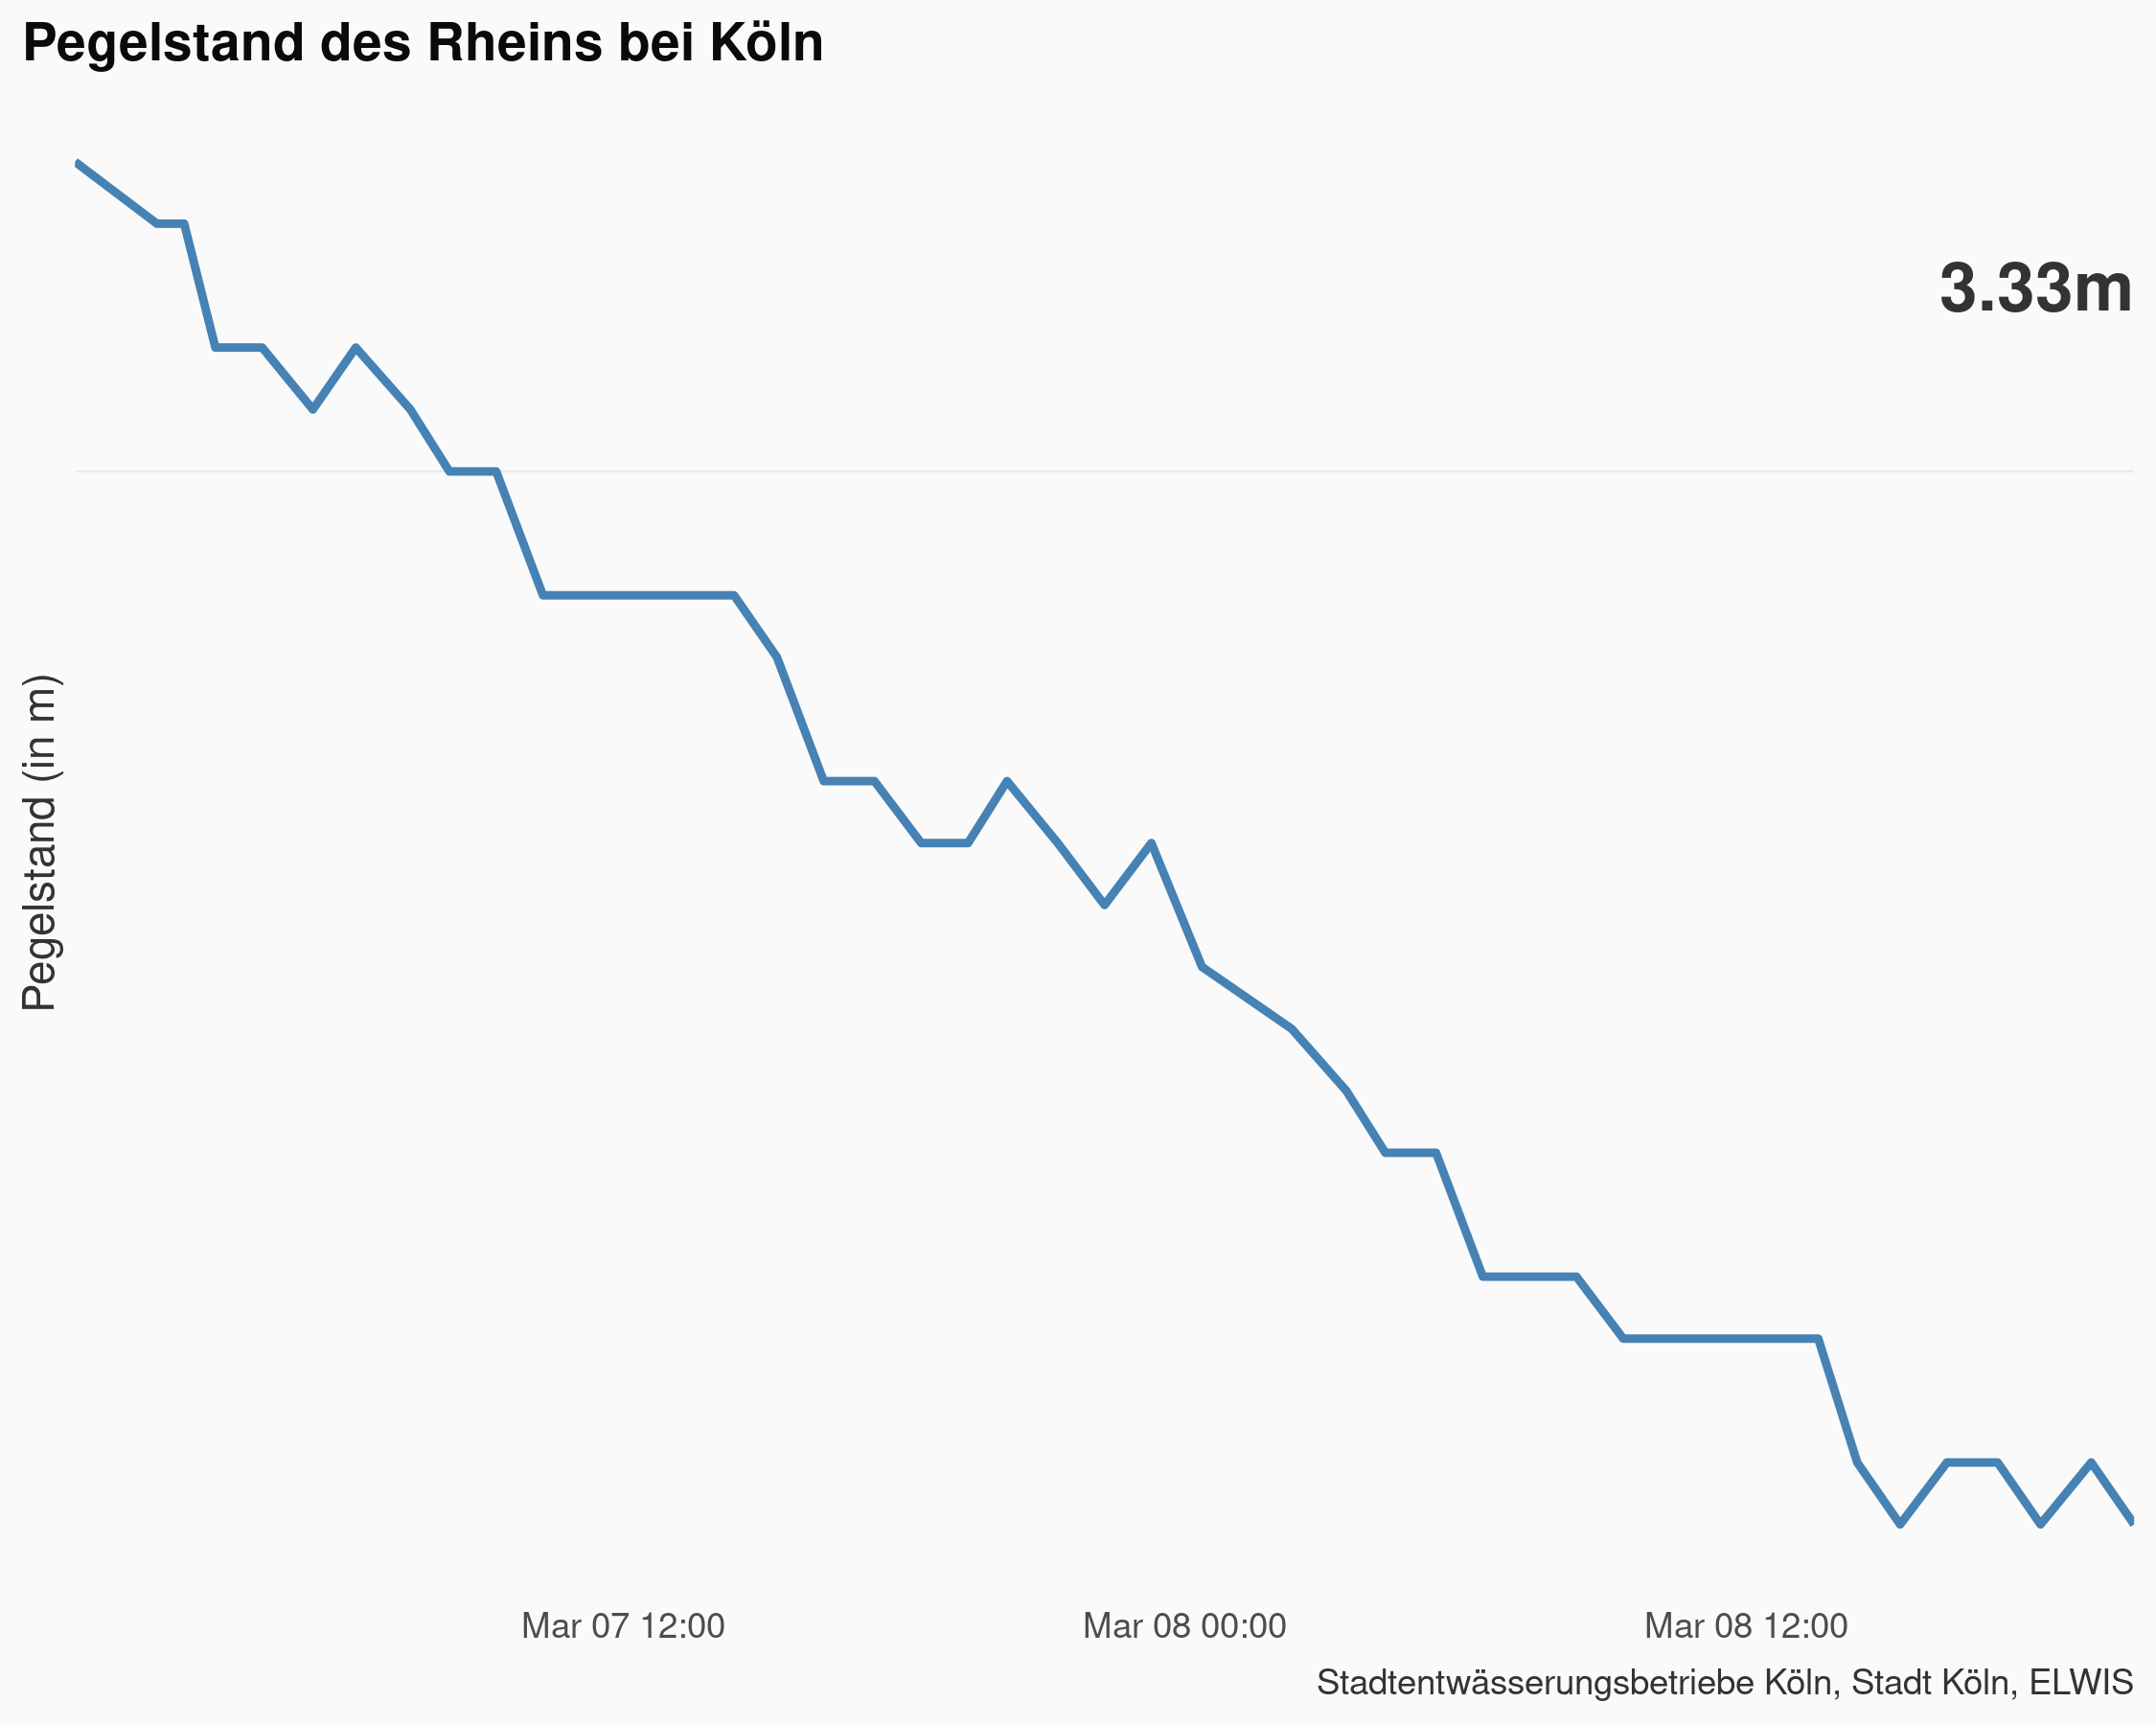 Pegelstand des Rheins bei Köln
3.33m
Pegelstand (in m)
Mar 07 12:00
Mar 08 00:00
Mar 08 12:00
Stadtentwässerungsbetriebe Köln, Stadt Köln, ELWIS